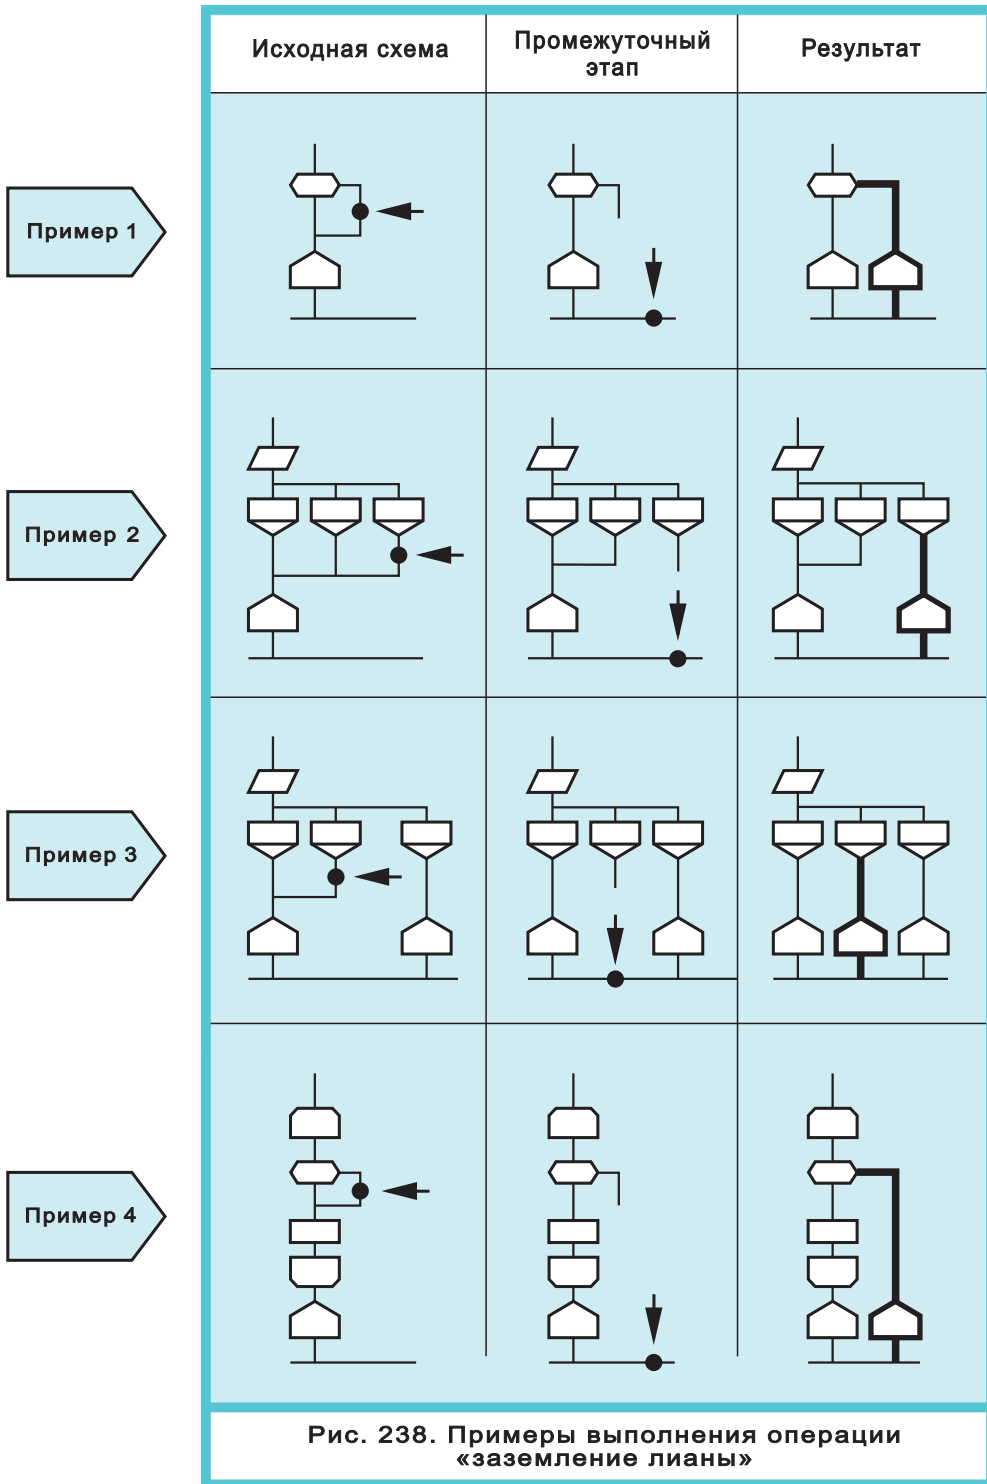 Исходная схема
Промежуточный
этап
Результат
Пример 1
Пример 2
Пример 3
Пример 4
Рис. 238. Примеры выполнения операции
«заземление лианы»